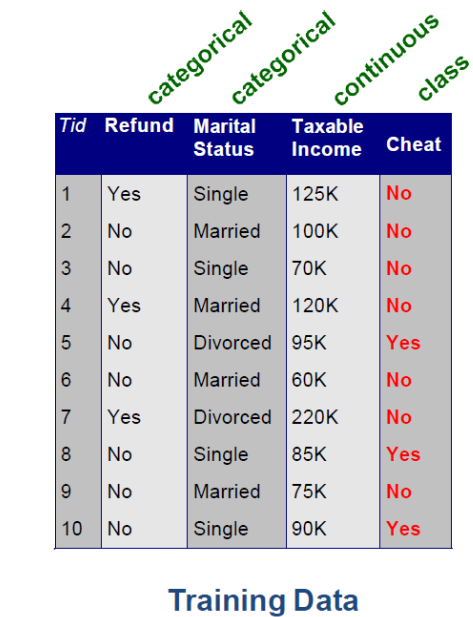 categorical categorical continuous class
Tid Refund Marital Status Taxable Income Cheat
1 Yes Single 125K No
2 No Married 100K No
3 No Single 70K No
4 Yes Married 120K No
5 No Divorced 95K Yes
6 No Married 60K No
7 Yes Divorced 220K No
8 No Single 85K Yes
9 No Married 75K No
10 No Single 90K Yes
Training Data